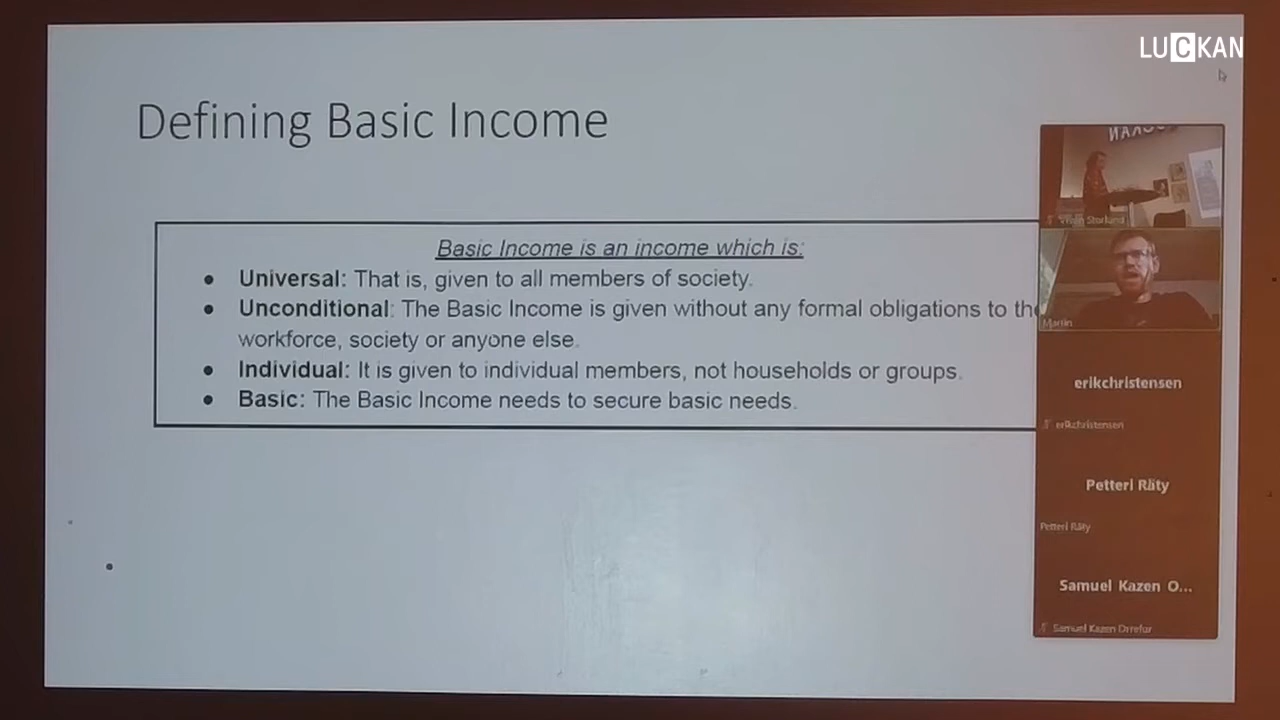 LUCKAN
Defining Basic Income
Basic Income is an income which is:
● Universal: That is, given to all members of society.
● Unconditional: The Basic Income is given without any formal obligations to the
workforce, society or anyone else.
● Individual: It is given to individual members, not households or groups.
● Basic: The Basic Income needs to secure basic needs.
Storlund
Martin
erikchristensen
erikchristensen
Petteri Räty
Petteri Räty
Samuel Kazen O...
Samuel Kazen Orrefur